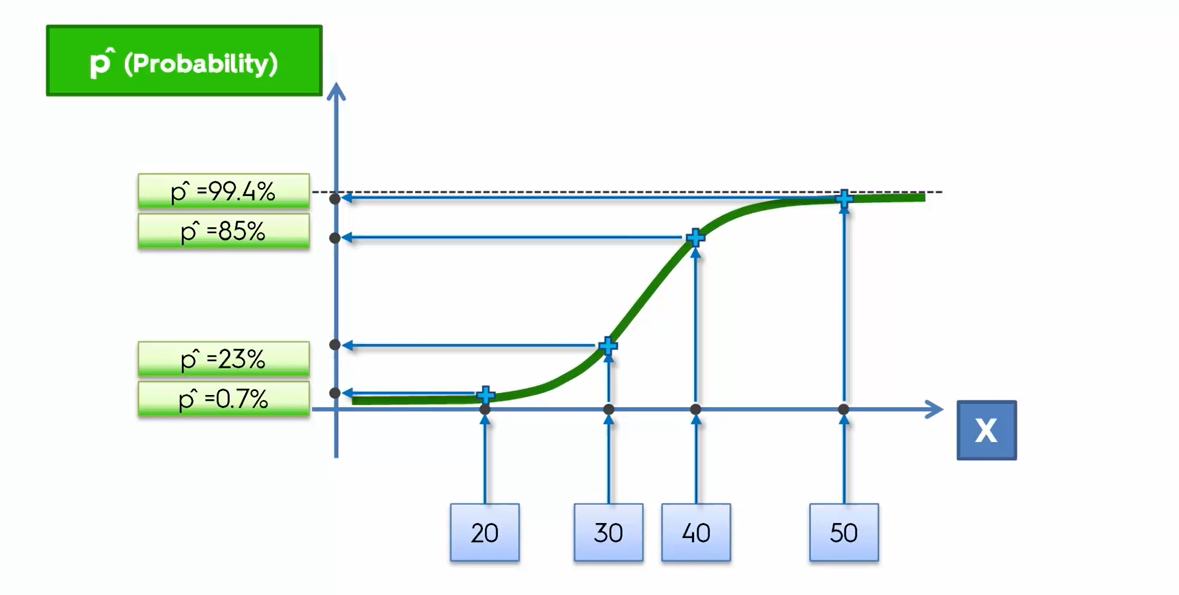 p̂ (Probability)
p̂ =99.4%
p̂ =85%
p̂ =23%
p̂ =0.7%
X
20
30
40
50